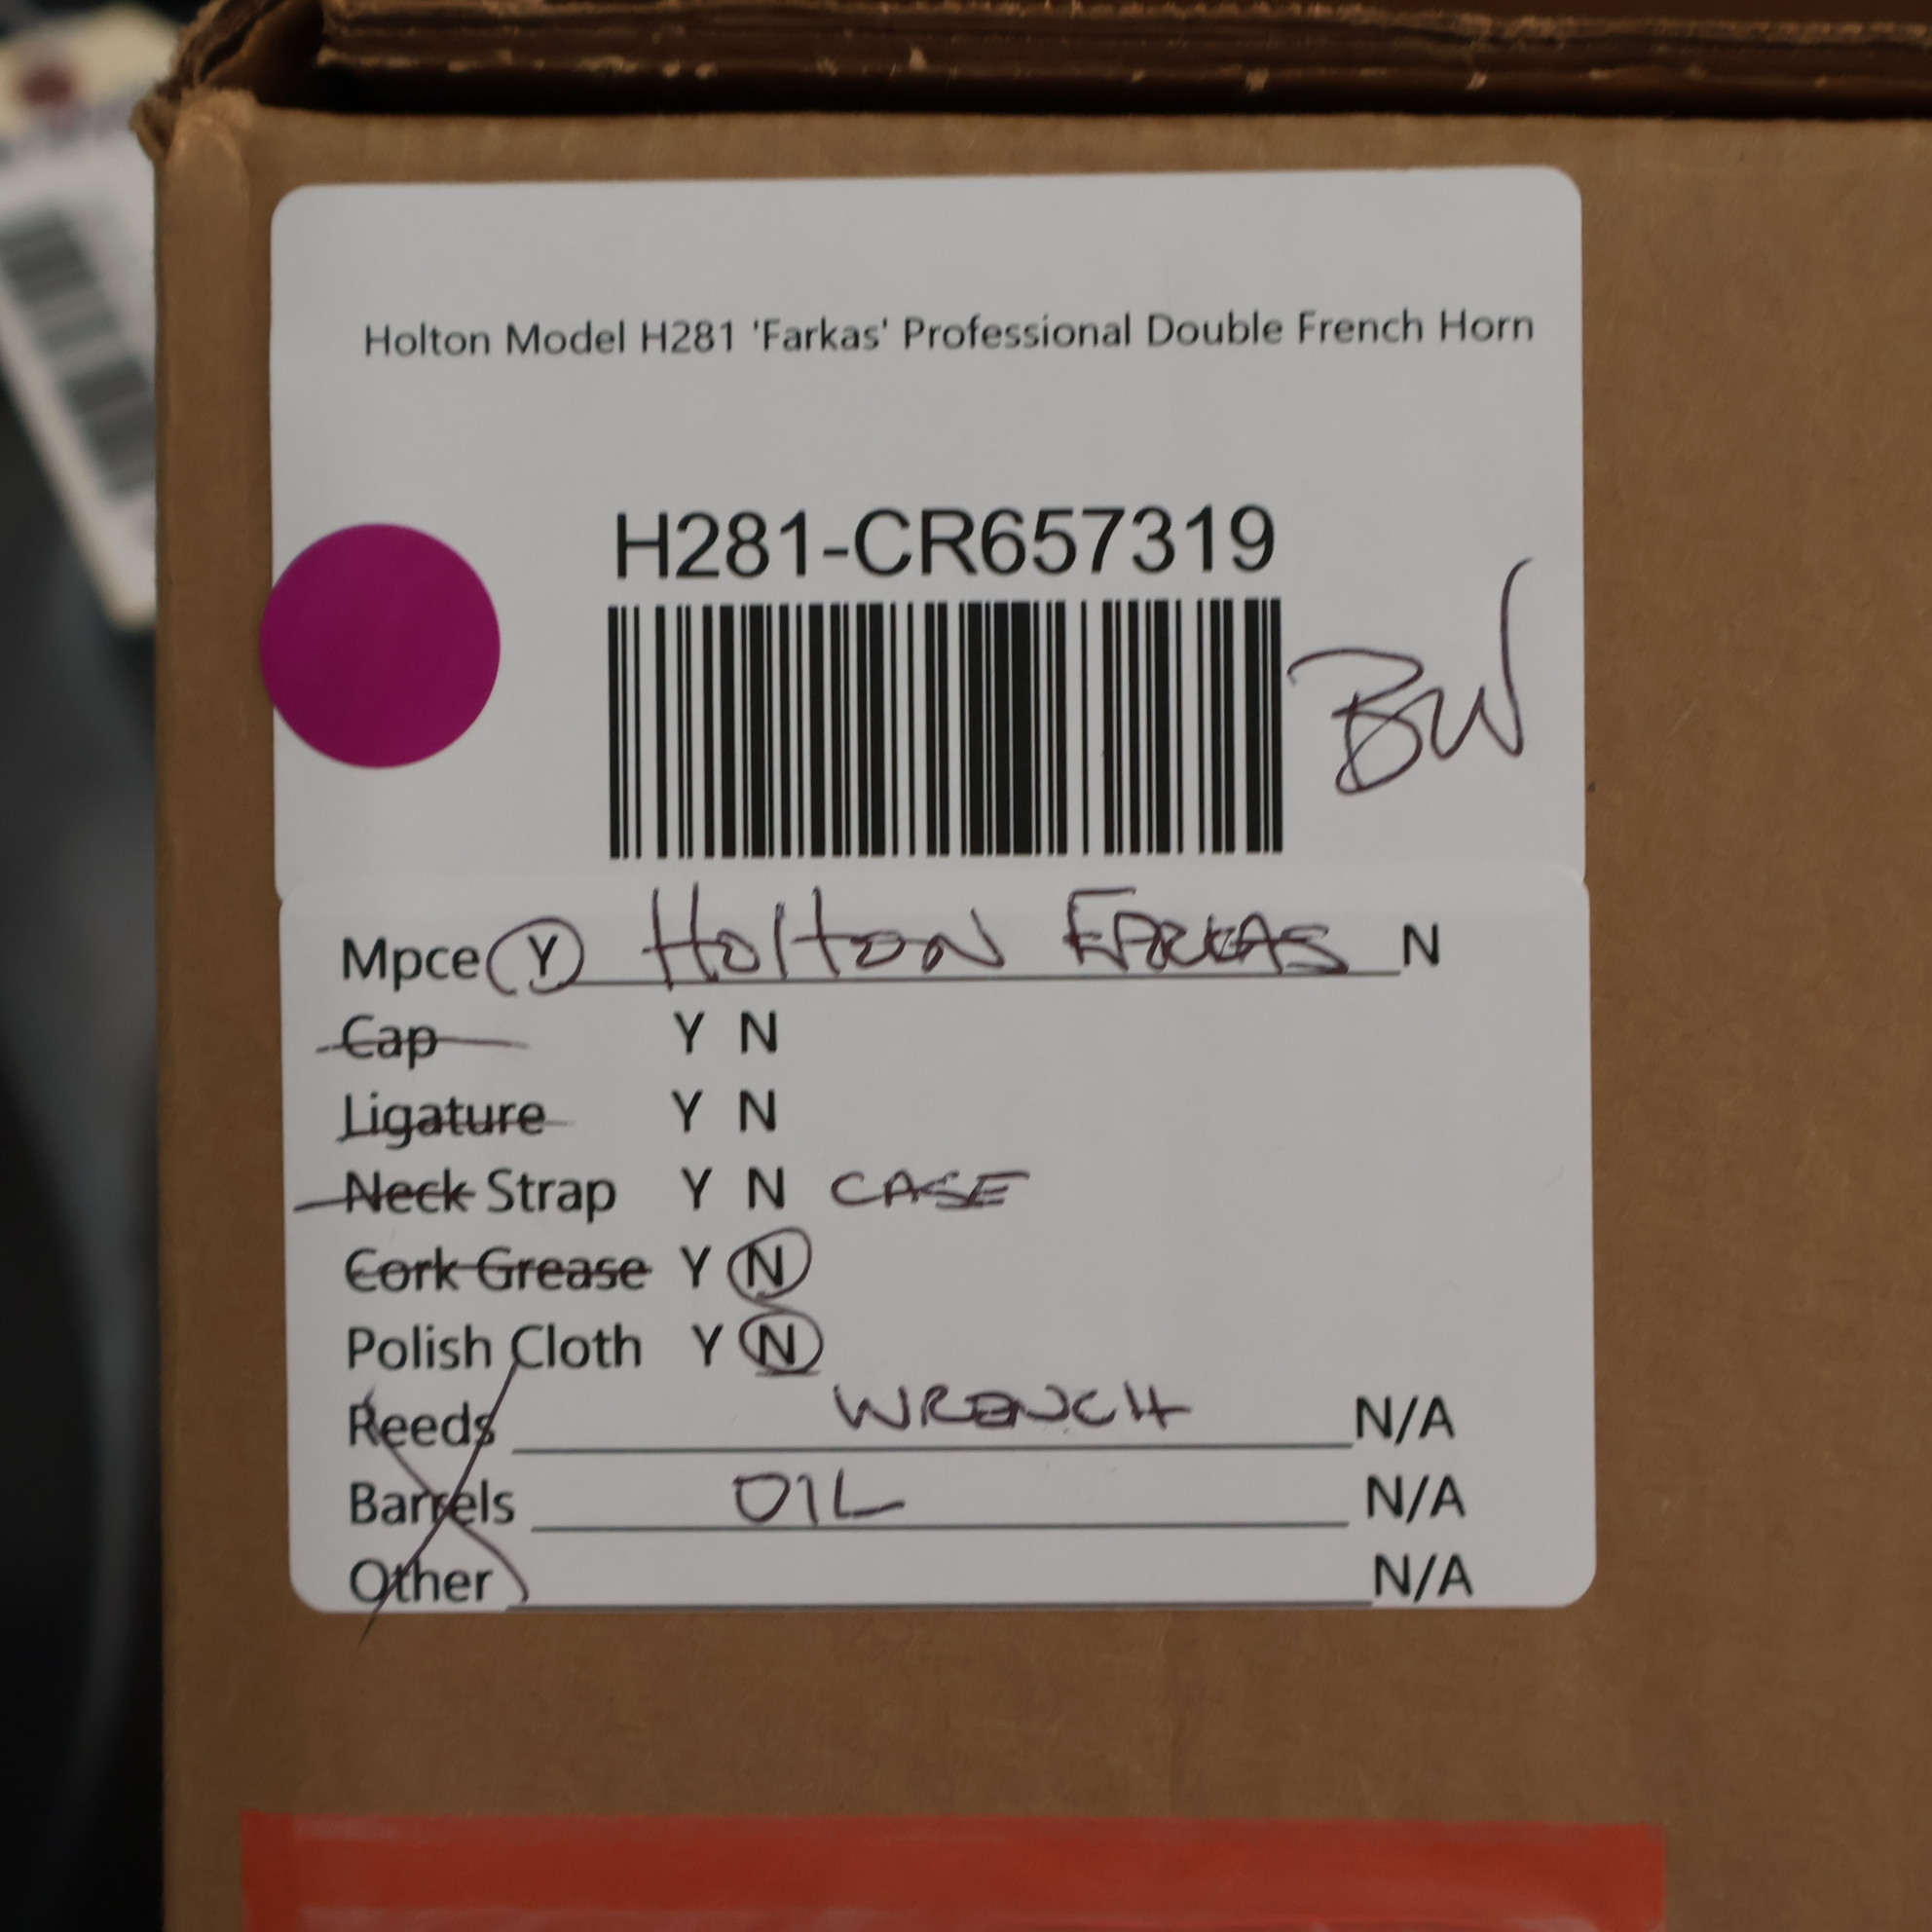 Holton Model H281 'Farkas' Professional Double French Horn
H281-CR657319
BW
Mpce Y Holton FARKAS N
Cap Y N
Ligature Y N
Neck Strap Y N CASE
Cork Grease Y N
Polish Cloth Y N
Reeds WRENCH N/A
Barrels OIL N/A
Other N/A